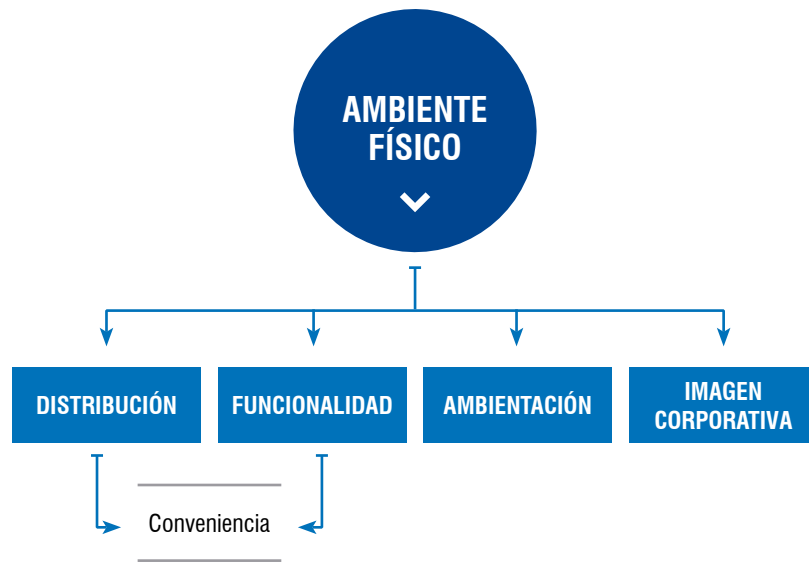 AMBIENTE
FÍSICO
DISTRIBUCIÓN
FUNCIONALIDAD
AMBIENTACIÓN
IMAGEN
CORPORATIVA
Conveniencia